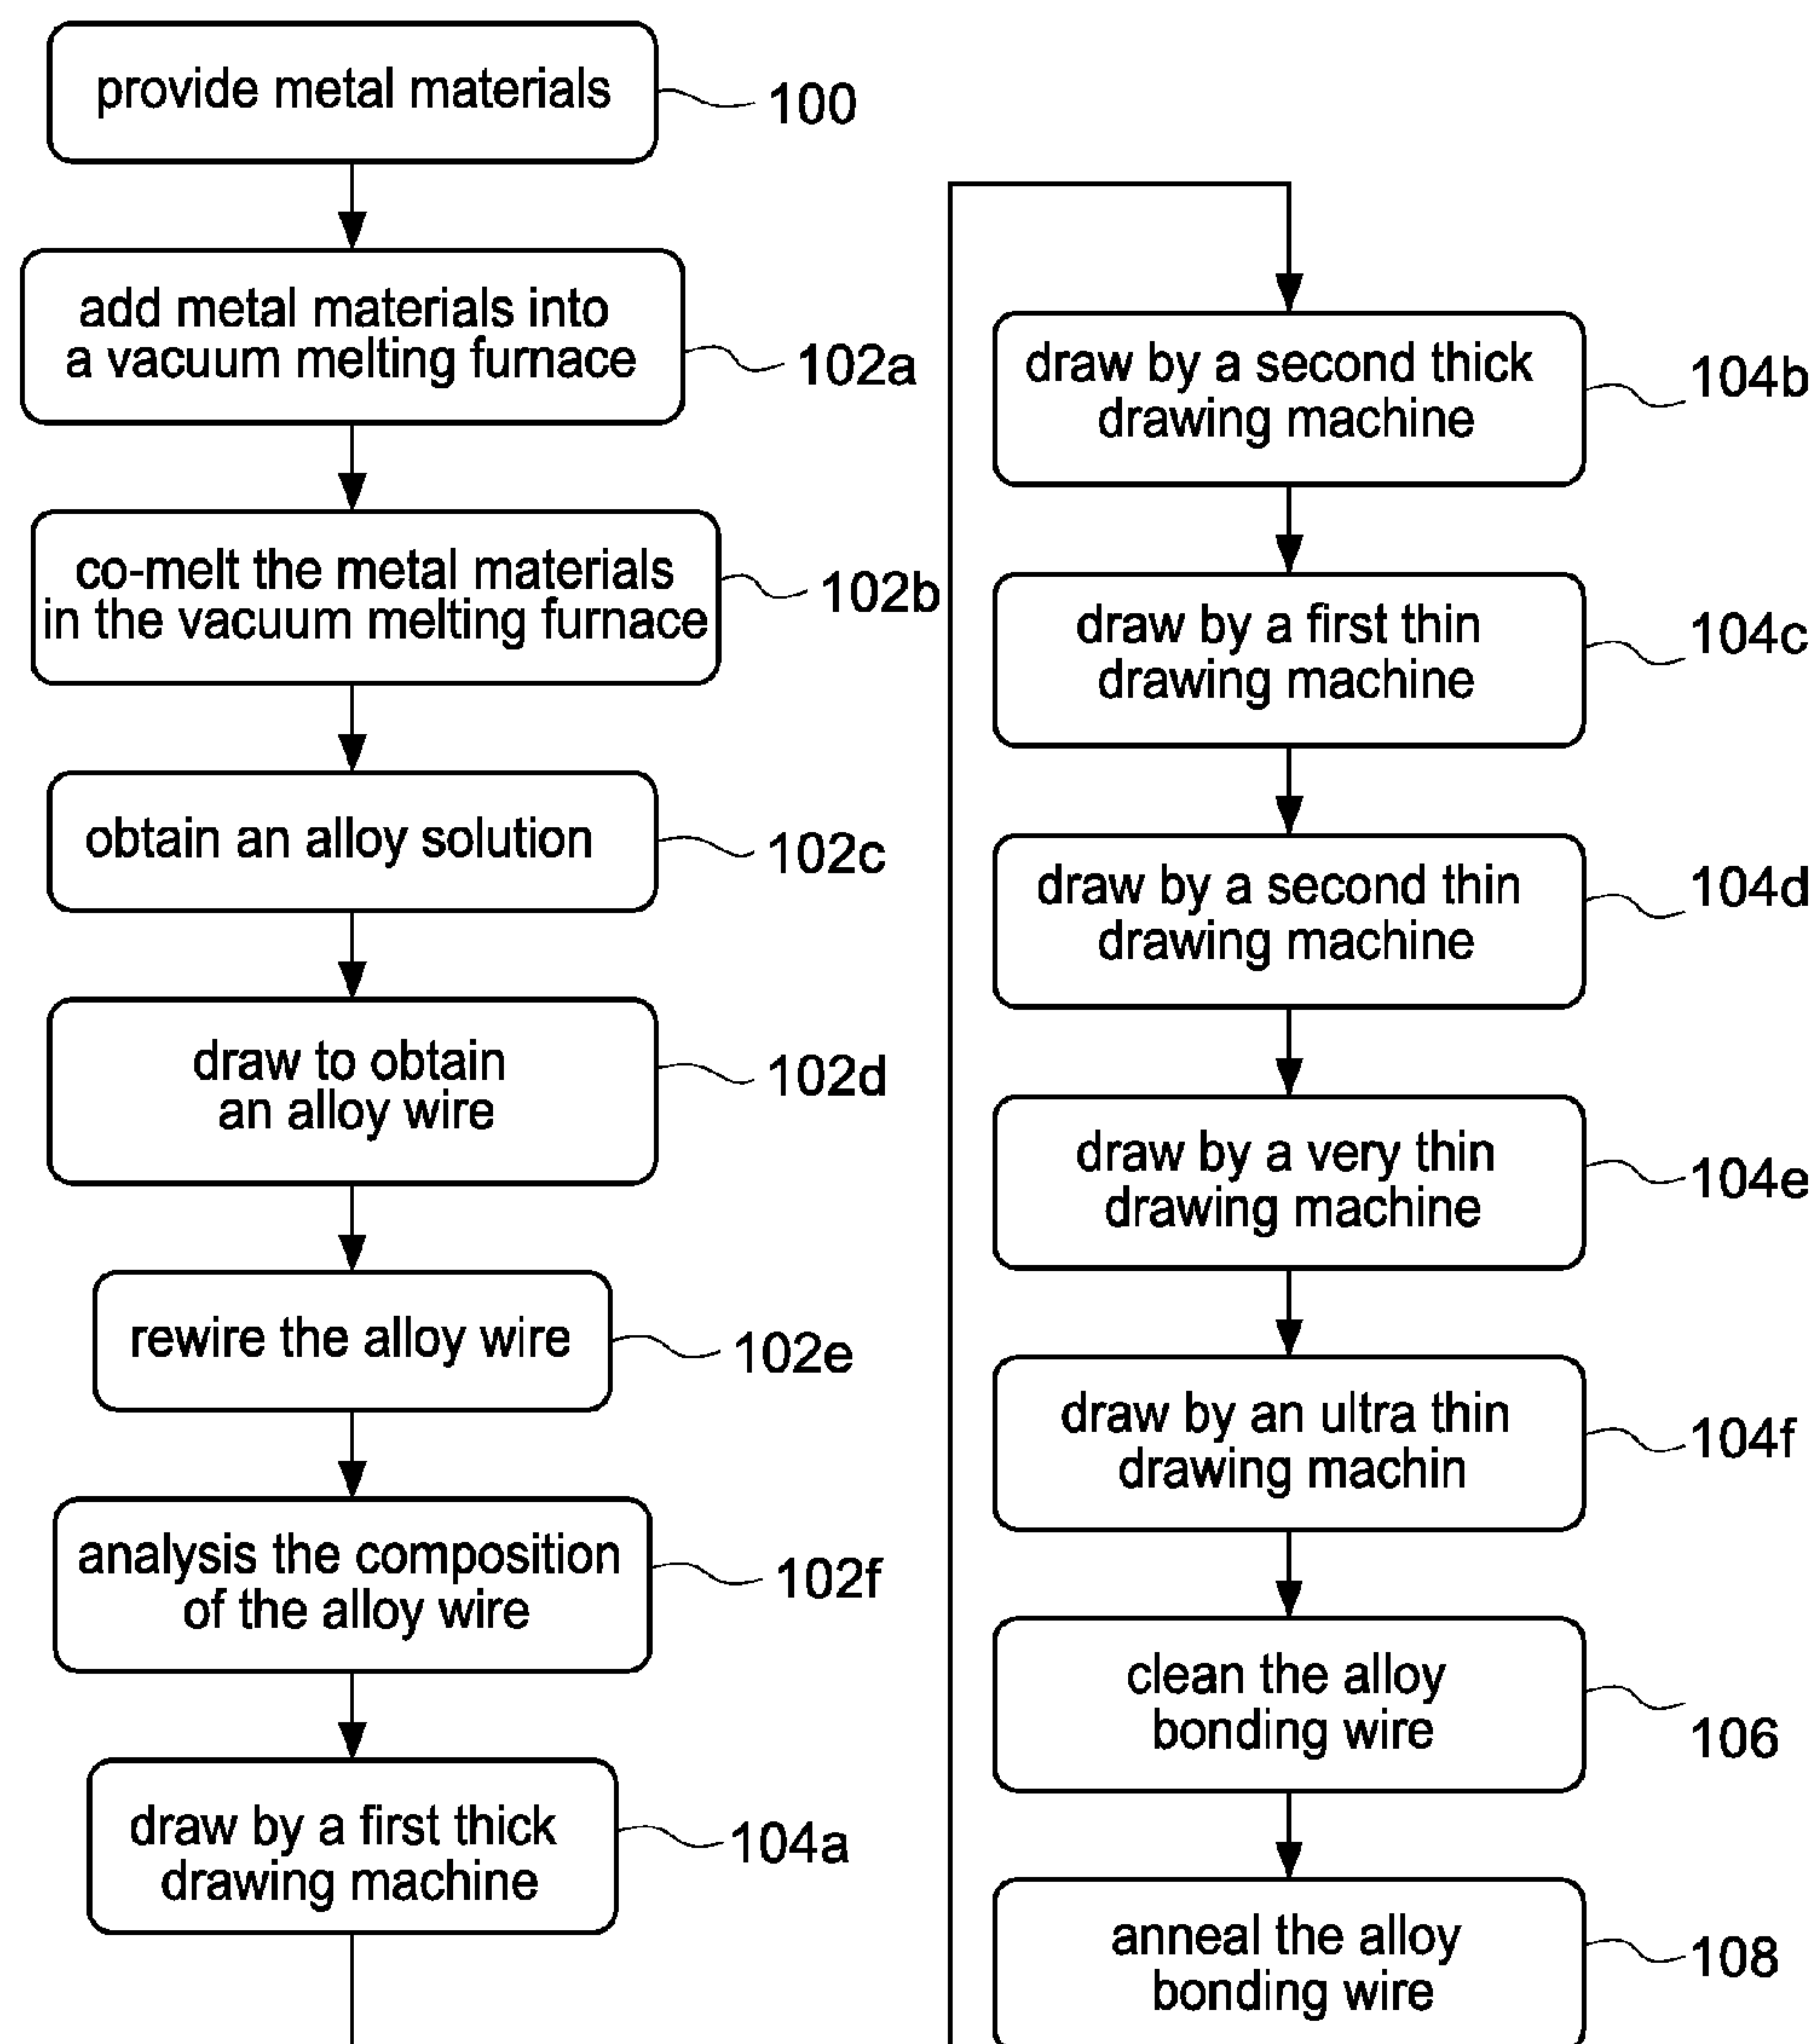 provide metal materials
100
add metal materials into
a vacuum melting furnace
102a
co-melt the metal materials
in the vacuum melting furnace
102b
obtain an alloy solution
102c
draw to obtain
an alloy wire
102d
rewire the alloy wire
102e
analysis the composition
of the alloy wire
102f
draw by a first thick
drawing machine
104a
draw by a second thick
drawing machine
104b
draw by a first thin
drawing machine
104c
draw by a second thin
drawing machine
104d
draw by a very thin
drawing machine
104e
draw by an ultra thin
drawing machin
104f
clean the alloy
bonding wire
106
anneal the alloy
bonding wire
108